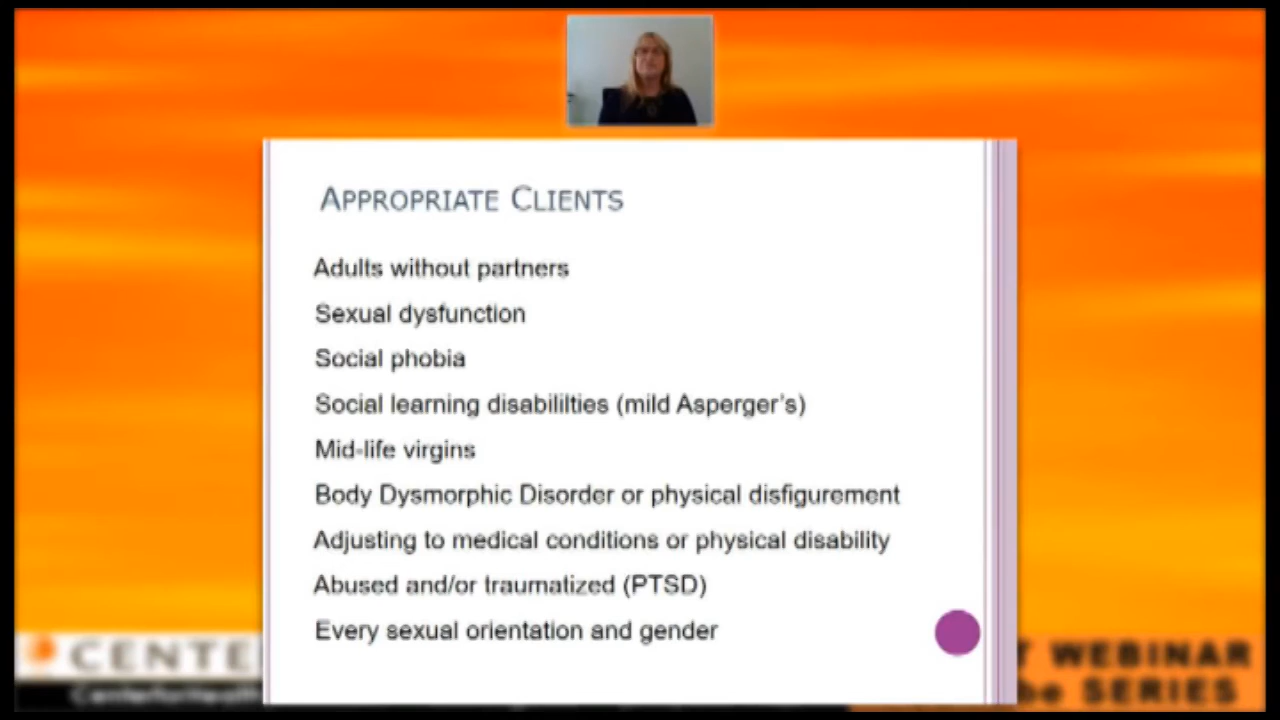 APPROPRIATE CLIENTS
Adults without partners
Sexual dysfunction
Social phobia
Social learning disabililties (mild Asperger's)
Mid-life virgins
Body Dysmorphic Disorder or physical disfigurement
Adjusting to medical conditions or physical disability
Abused and/or traumatized (PTSD)
Every sexual orientation and gender
CENTE
T WEBINAR
be SERIES